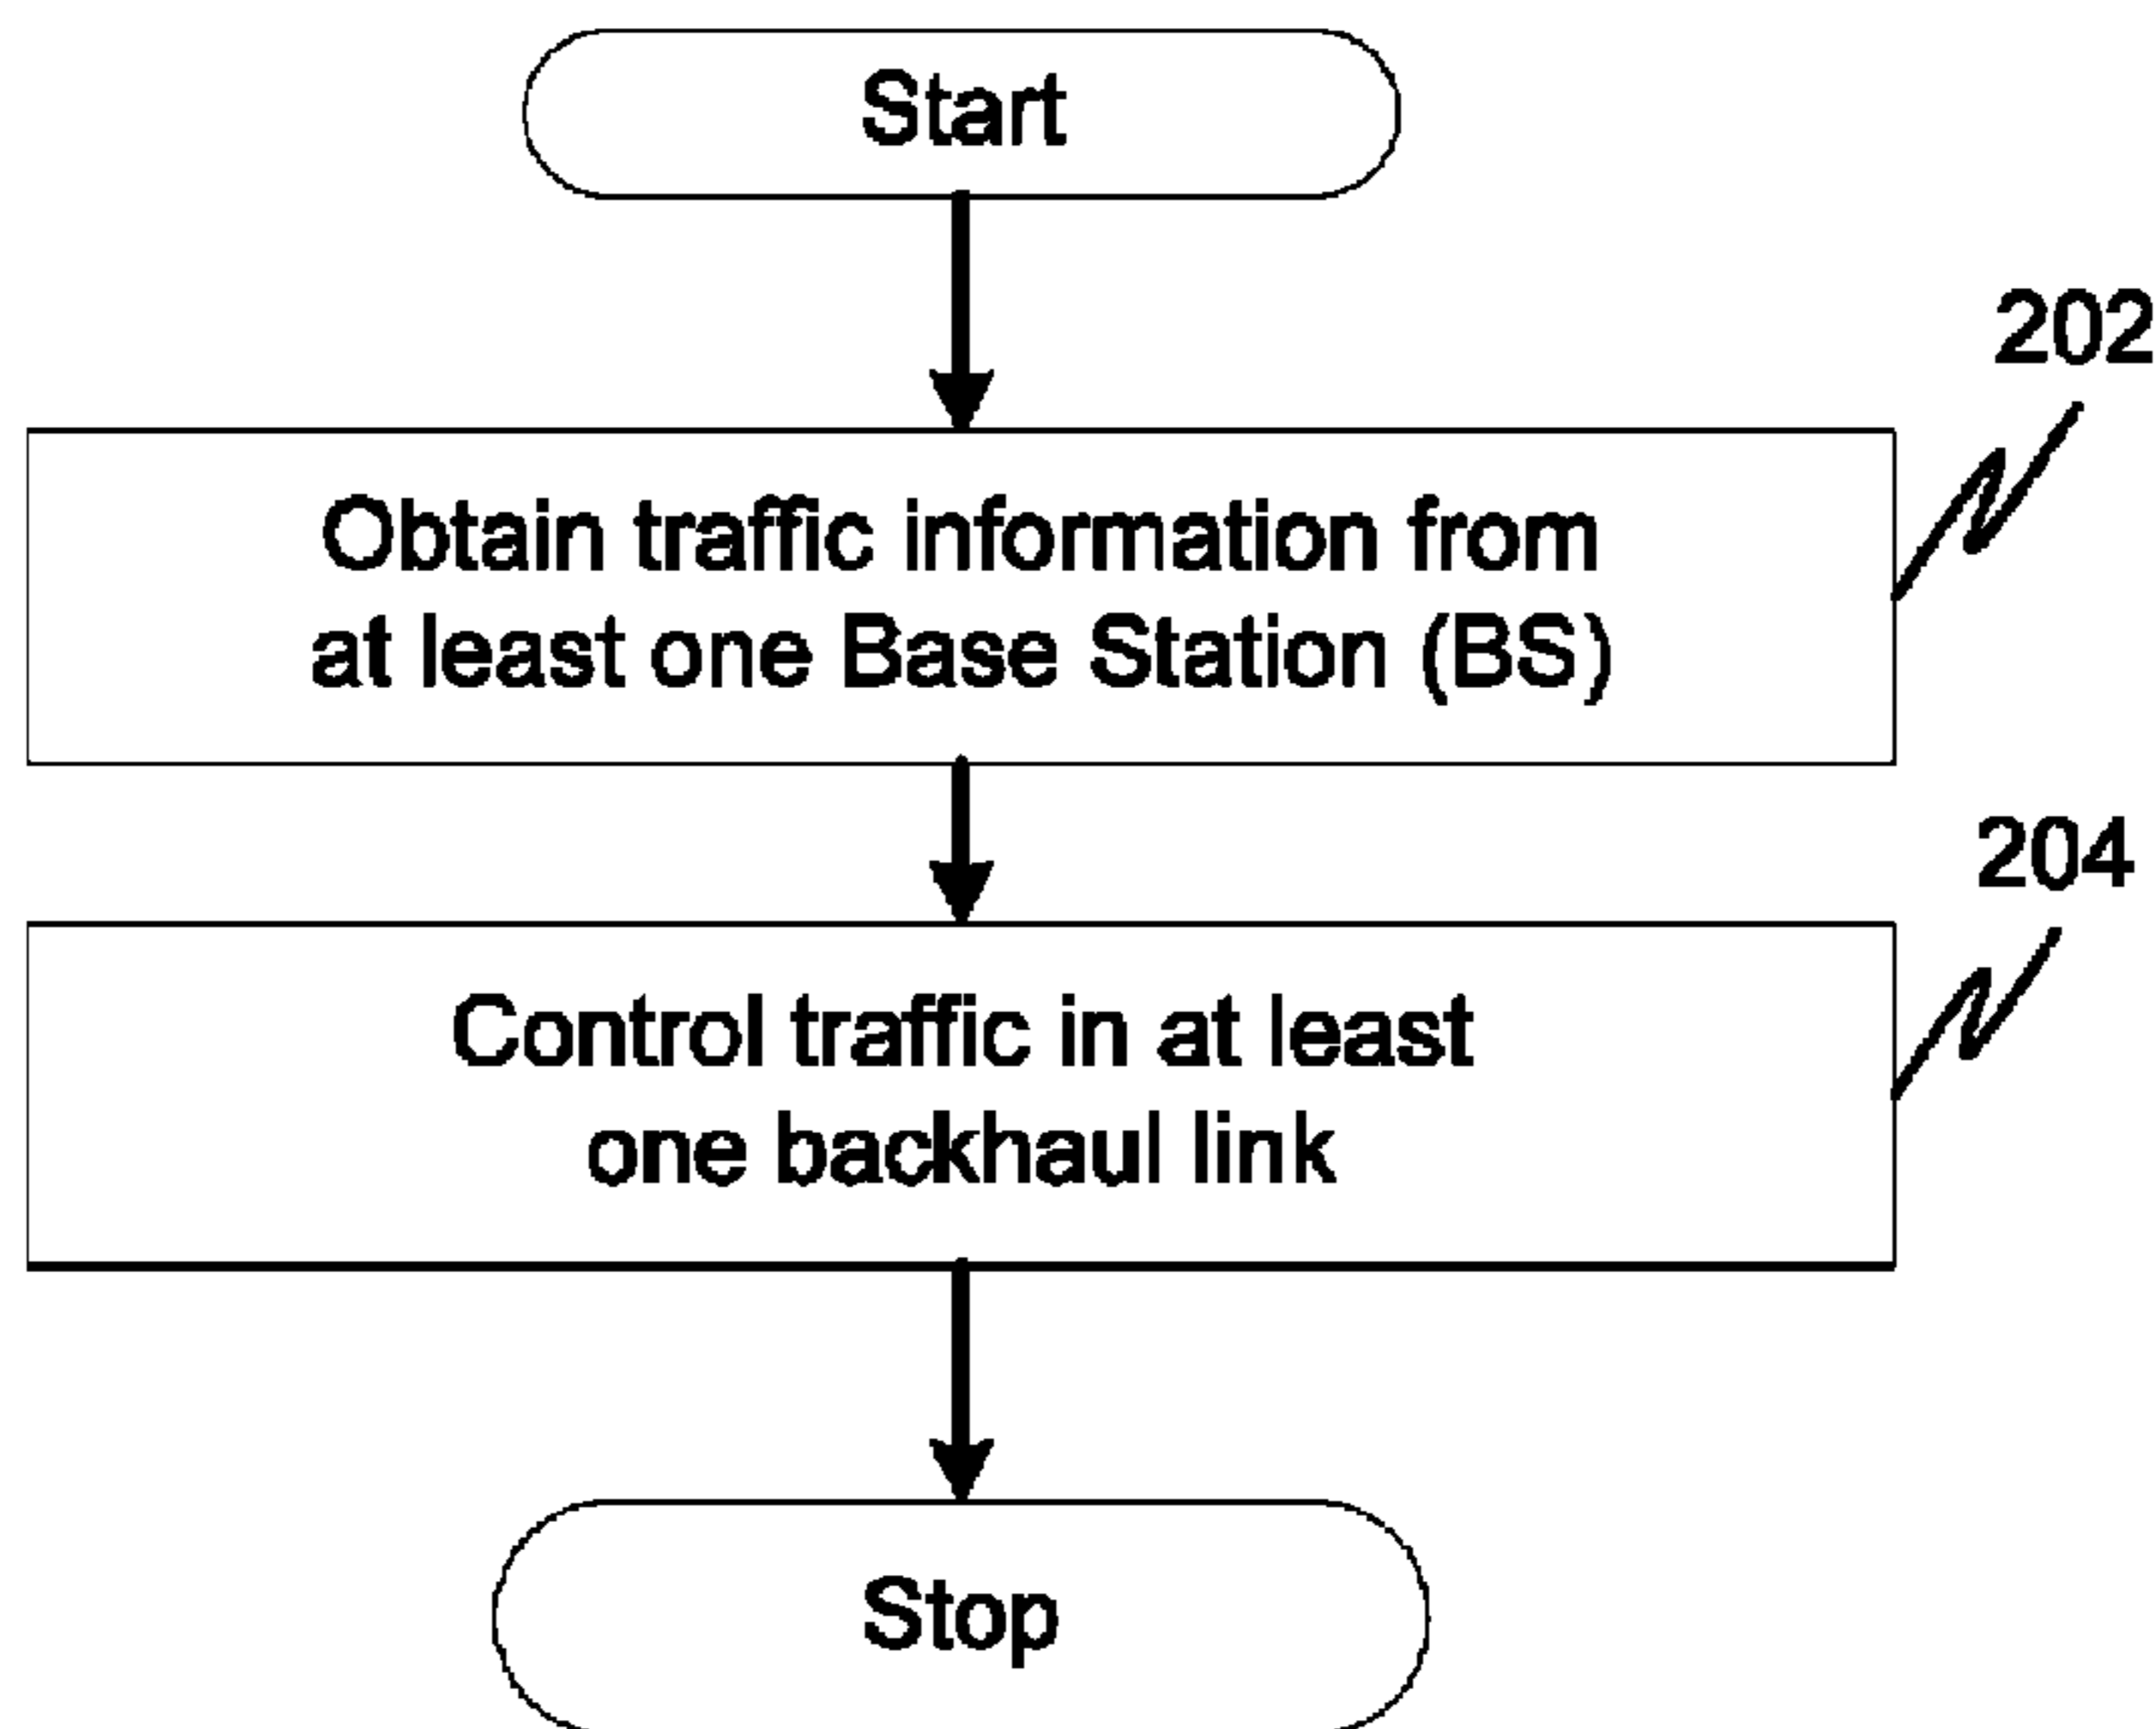 Start
202
Obtain traffic information from
at least one Base Station (BS)
204
Control traffic in at least
one backhaul link
Stop